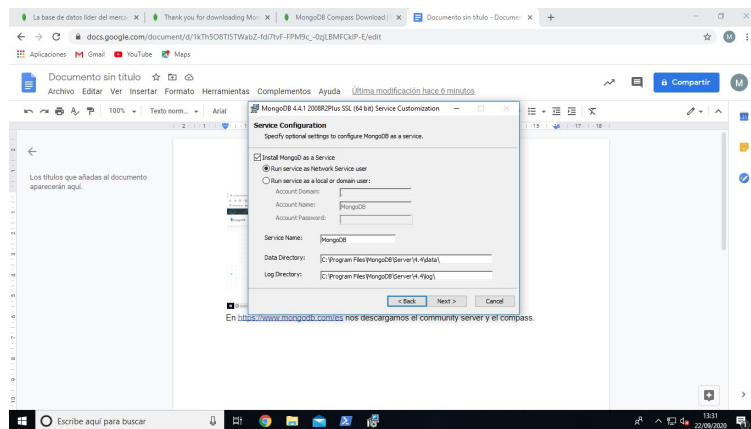 La base de datos líder del mercac
Thank you for downloading Mon
MongoDB Compass Download |
Documento sin título - Documen
docs.google.com/document/d/1kTh5O8TI5TWabZ-fdi7tvF-FPM9c_-0zjLBMFCkIP-E/edit
M
Aplicaciones Gmail YouTube Maps
Documento sin título
Archivo Editar Ver Insertar Formato Herramientas Complementos Ayuda Última modificación hace 6 minutos
Compartir
M
100% Texto norm... Arial
Los títulos que añadas al documento
aparecerán aquí.
MongoDB 4.4.1 2008R2Plus SSL (64 bit) Service Customization
Service Configuration
Specify optional settings to configure MongoDB as a service.
Install MongoD as a Service
Run service as Network Service user
Run service as a local or domain user:
Account Domain: .
Account Name: MongoDB
Account Password:
Service Name: MongoDB
Data Directory: C:\Program Files\MongoDB\Server\4.4\data\
Log Directory: C:\Program Files\MongoDB\Server\4.4\log\
< Back Next > Cancel
En https://www.mongodb.com/es nos descargamos el community server y el compass.
Escribe aquí para buscar
13:31
22/09/2020